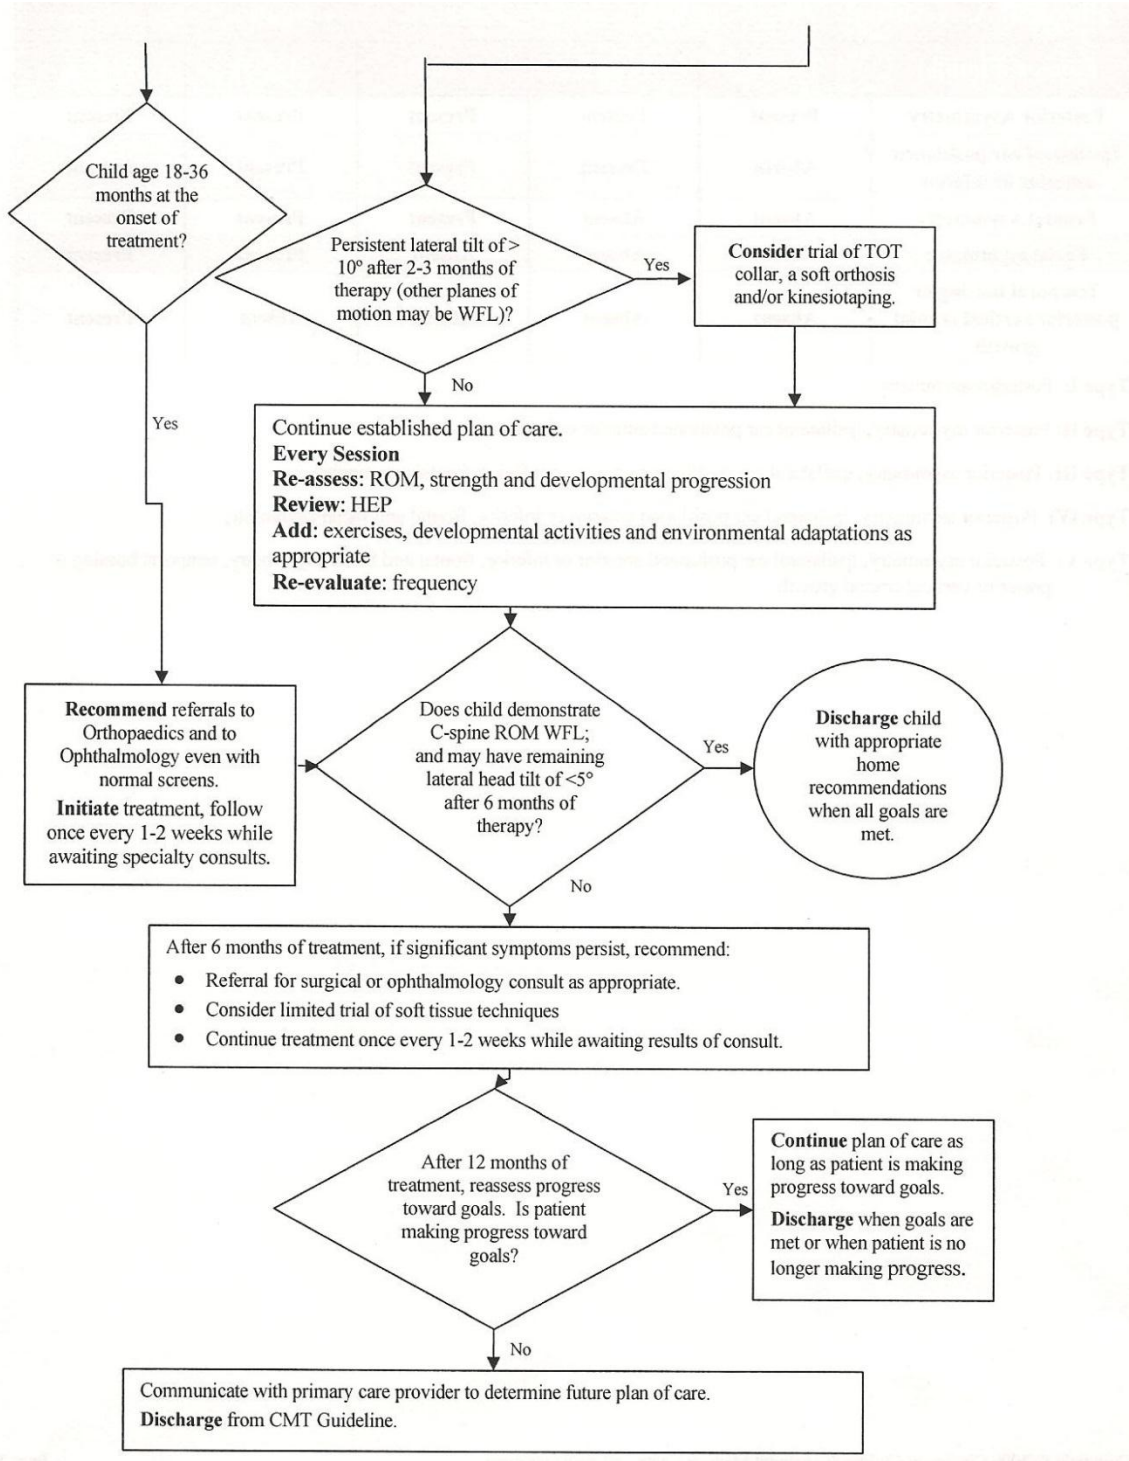 Child age 18-36
months at the
onset of
treatment?
Persistent lateral tilt of >
10° after 2-3 months of
therapy (other planes of
motion may be WFL)?
Yes
Consider trial of TOT
collar, a soft orthosis
and/or kinesiotaping.
No
Yes
Continue established plan of care.
Every Session
Re-assess: ROM, strength and developmental progression
Review: HEP
Add: exercises, developmental activities and environmental adaptations as
appropriate
Re-evaluate: frequency
Recommend referrals to
Orthopaedics and to
Ophthalmology even with
normal screens.
Initiate treatment, follow
once every 1-2 weeks while
awaiting specialty consults.
Does child demonstrate
C-spine ROM WFL;
and may have remaining
lateral head tilt of <5°
after 6 months of
therapy?
Yes
Discharge child
with appropriate
home
recommendations
when all goals are
met.
No
After 6 months of treatment, if significant symptoms persist, recommend:
• Referral for surgical or ophthalmology consult as appropriate.
• Consider limited trial of soft tissue techniques
• Continue treatment once every 1-2 weeks while awaiting results of consult.
After 12 months of
treatment, reassess progress
toward goals. Is patient
making progress toward
goals?
Yes
Continue plan of care as
long as patient is making
progress toward goals.
Discharge when goals are
met or when patient is no
longer making progress.
No
Communicate with primary care provider to determine future plan of care.
Discharge from CMT Guideline.